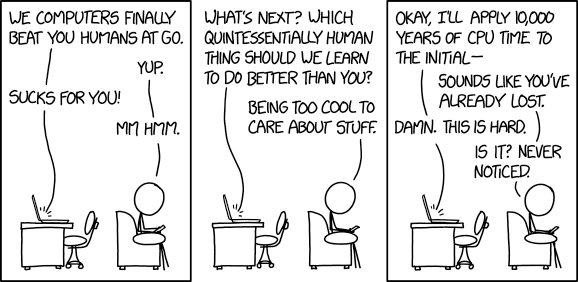 WE COMPUTERS FINALLY
BEAT YOU HUMANS AT GO.
YUP.
SUCKS FOR YOU!
MM HMM.
WHAT'S NEXT? WHICH
QUINTESSENTIALLY HUMAN
THING SHOULD WE LEARN
TO DO BETTER THAN YOU?
BEING TOO COOL TO
CARE ABOUT STUFF.
OKAY, I'LL APPLY 10,000
YEARS OF CPU TIME TO
THE INITIAL—
SOUNDS LIKE YOU'VE
ALREADY LOST.
DAMN. THIS IS HARD.
IS IT? NEVER
NOTICED.